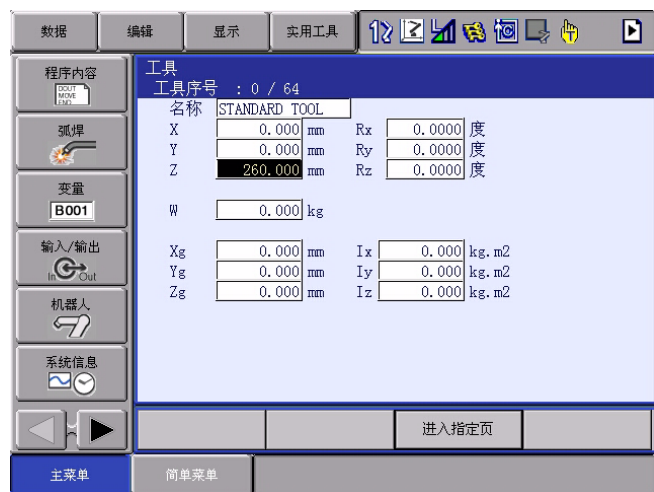 数据 编辑 显示 实用工具
程序内容
DOUT
MOVE
END
弧焊
变量
B001
输入/输出
In Out
机器人
系统信息
工具
工具序号 : 0 / 64
名称 STANDARD TOOL
X 0.000 mm Rx 0.0000 度
Y 0.000 mm Ry 0.0000 度
Z 260.000 mm Rz 0.0000 度
W 0.000 kg
Xg 0.000 mm Ix 0.000 kg.m2
Yg 0.000 mm Iy 0.000 kg.m2
Zg 0.000 mm Iz 0.000 kg.m2
进入指定页
主菜单 简单菜单